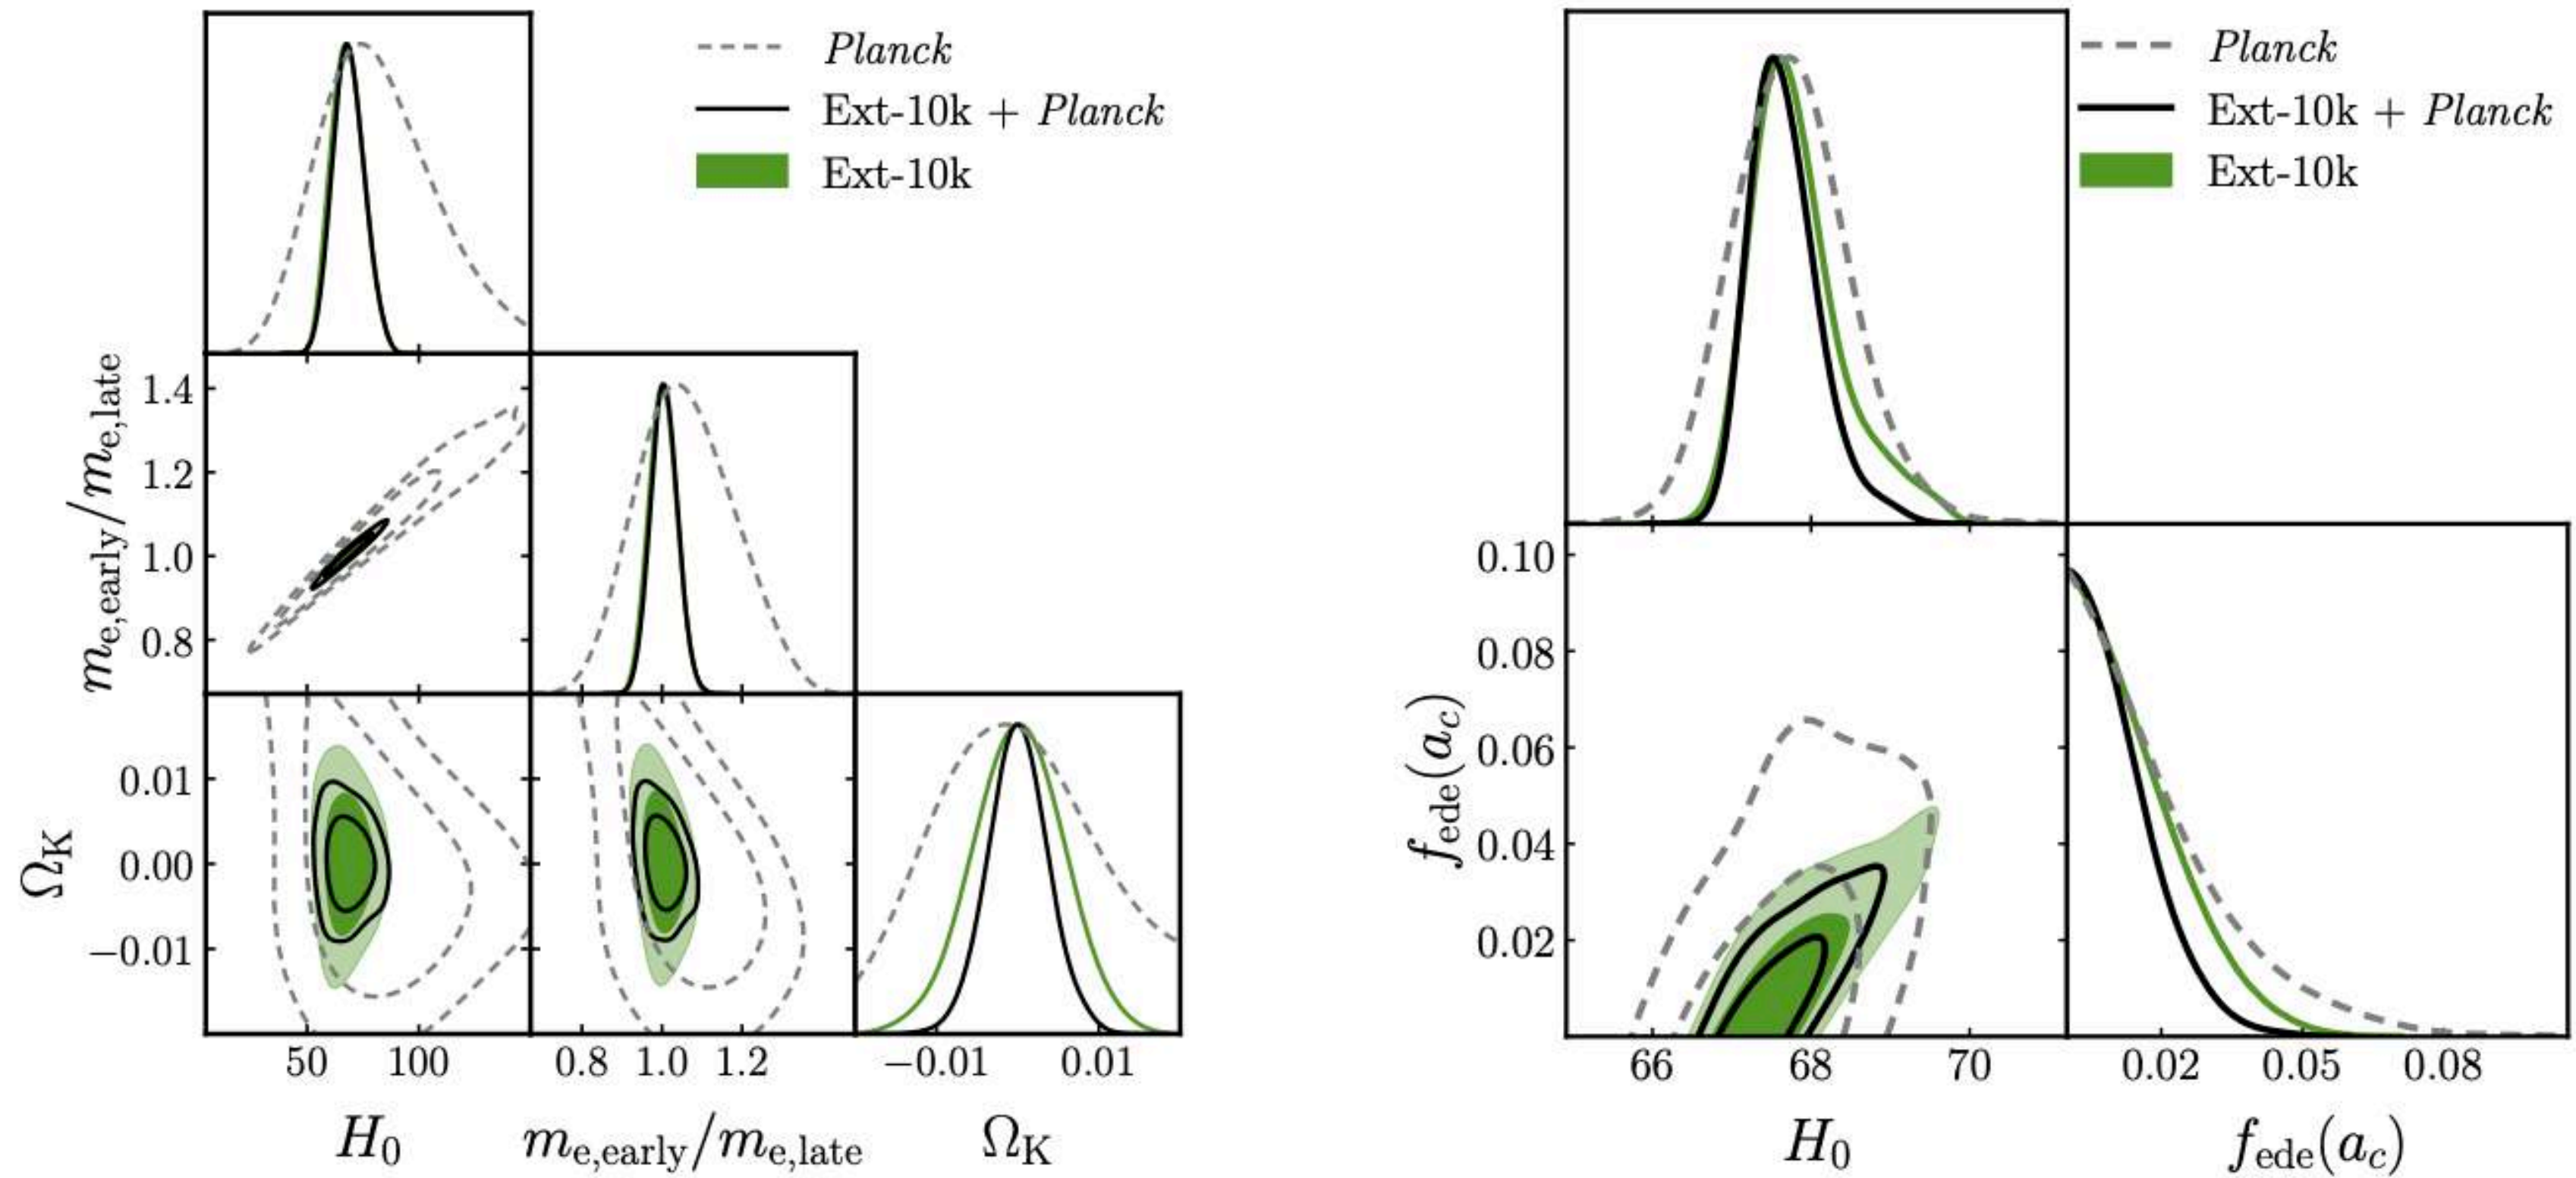 Planck
Ext-10k + Planck
Ext-10k
m_e,early/m_e,late
1.4
1.2
1.0
0.8
Ω_K
0.01
0.00
−0.01
50 100
0.8 1.0 1.2
−0.01 0.01
H_0
m_e,early/m_e,late
Ω_K
Planck
Ext-10k + Planck
Ext-10k
f_ede(a_c)
0.10
0.08
0.06
0.04
0.02
66 68 70
0.02 0.05 0.08
H_0
f_ede(a_c)